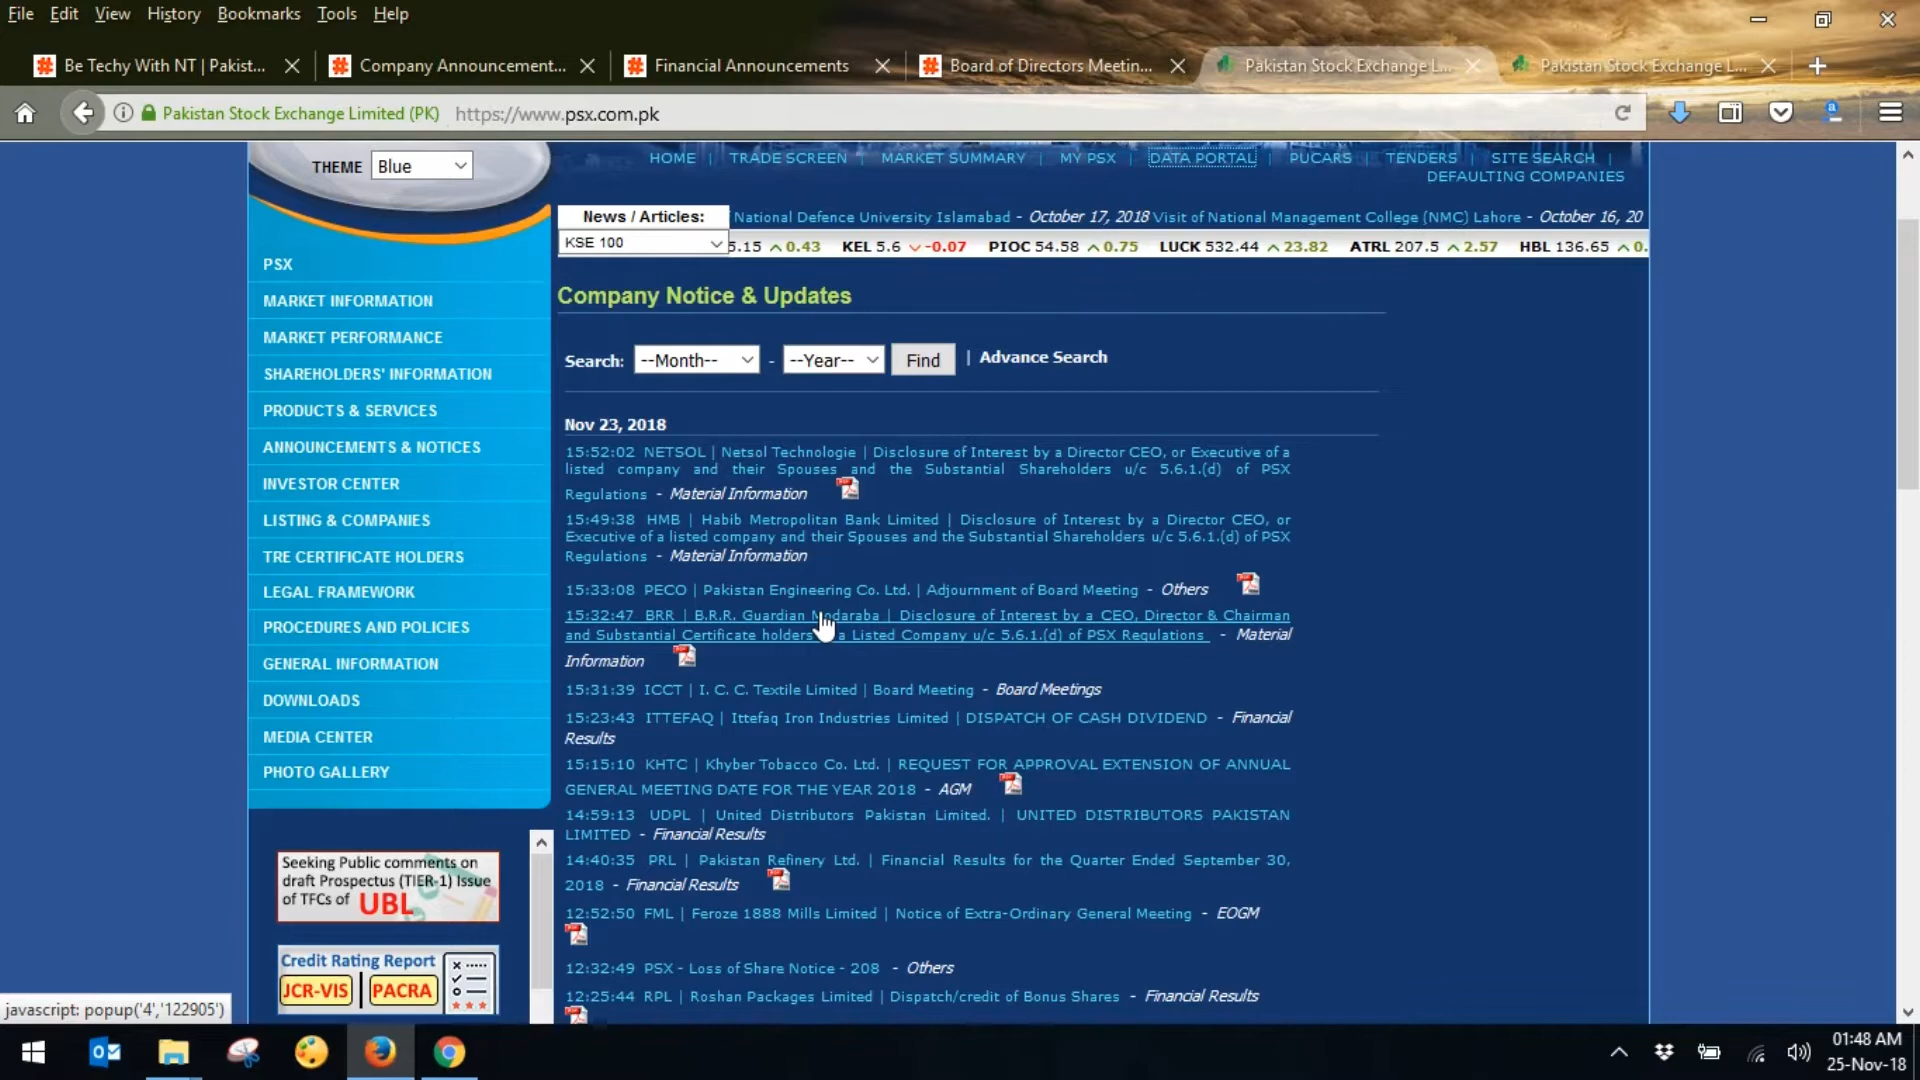 File Edit View History Bookmarks Tools Help
Be Techy With NT | Pakist...
Company Announcement...
Financial Announcements
Board of Directors Meetin...
Pakistan Stock Exchange L...
Pakistan Stock Exchange L...
Pakistan Stock Exchange Limited (PK) https://www.psx.com.pk
THEME Blue
HOME | TRADE SCREEN | MARKET SUMMARY | MY PSX | DATA PORTAL | PUCARS | TENDERS | SITE SEARCH |
DEFAULTING COMPANIES
News / Articles: National Defence University Islamabad - October 17, 2018 Visit of National Management College (NMC) Lahore - October 16, 20
KSE 100 5.15 0.43 KEL 5.6 -0.07 PIOC 54.58 0.75 LUCK 532.44 23.82 ATRL 207.5 2.57 HBL 136.65 0.
PSX
MARKET INFORMATION
MARKET PERFORMANCE
SHAREHOLDERS' INFORMATION
PRODUCTS & SERVICES
ANNOUNCEMENTS & NOTICES
INVESTOR CENTER
LISTING & COMPANIES
TRE CERTIFICATE HOLDERS
LEGAL FRAMEWORK
PROCEDURES AND POLICIES
GENERAL INFORMATION
DOWNLOADS
MEDIA CENTER
PHOTO GALLERY
Seeking Public comments on
draft Prospectus (TIER-1) Issue
of TFCs of UBL
Credit Rating Report
JCR-VIS | PACRA
Company Notice & Updates
Search: --Month-- - --Year-- Find | Advance Search
Nov 23, 2018
15:52:02 NETSOL | Netsol Technologie | Disclosure of Interest by a Director CEO, or Executive of a
listed company and their Spouses and the Substantial Shareholders u/c 5.6.1.(d) of PSX
Regulations - Material Information
15:49:38 HMB | Habib Metropolitan Bank Limited | Disclosure of Interest by a Director CEO, or
Executive of a listed company and their Spouses and the Substantial Shareholders u/c 5.6.1.(d) of PSX
Regulations - Material Information
15:33:08 PECO | Pakistan Engineering Co. Ltd. | Adjournment of Board Meeting - Others
15:32:47 BRR | B.R.R. Guardian Modaraba | Disclosure of Interest by a CEO, Director & Chairman
and Substantial Certificate holders a Listed Company u/c 5.6.1.(d) of PSX Regulations - Material
Information
15:31:39 ICCT | I. C. C. Textile Limited | Board Meeting - Board Meetings
15:23:43 ITTEFAQ | Ittefaq Iron Industries Limited | DISPATCH OF CASH DIVIDEND - Financial
Results
15:15:10 KHTC | Khyber Tobacco Co. Ltd. | REQUEST FOR APPROVAL EXTENSION OF ANNUAL
GENERAL MEETING DATE FOR THE YEAR 2018 - AGM
14:59:13 UDPL | United Distributors Pakistan Limited. | UNITED DISTRIBUTORS PAKISTAN
LIMITED - Financial Results
14:40:35 PRL | Pakistan Refinery Ltd. | Financial Results for the Quarter Ended September 30,
2018 - Financial Results
12:52:50 FML | Feroze 1888 Mills Limited | Notice of Extra-Ordinary General Meeting - EOGM
12:32:49 PSX - Loss of Share Notice - 208 - Others
12:25:44 RPL | Roshan Packages Limited | Dispatch/credit of Bonus Shares - Financial Results
javascript: popup('4','122905')
01:48 AM
25-Nov-18